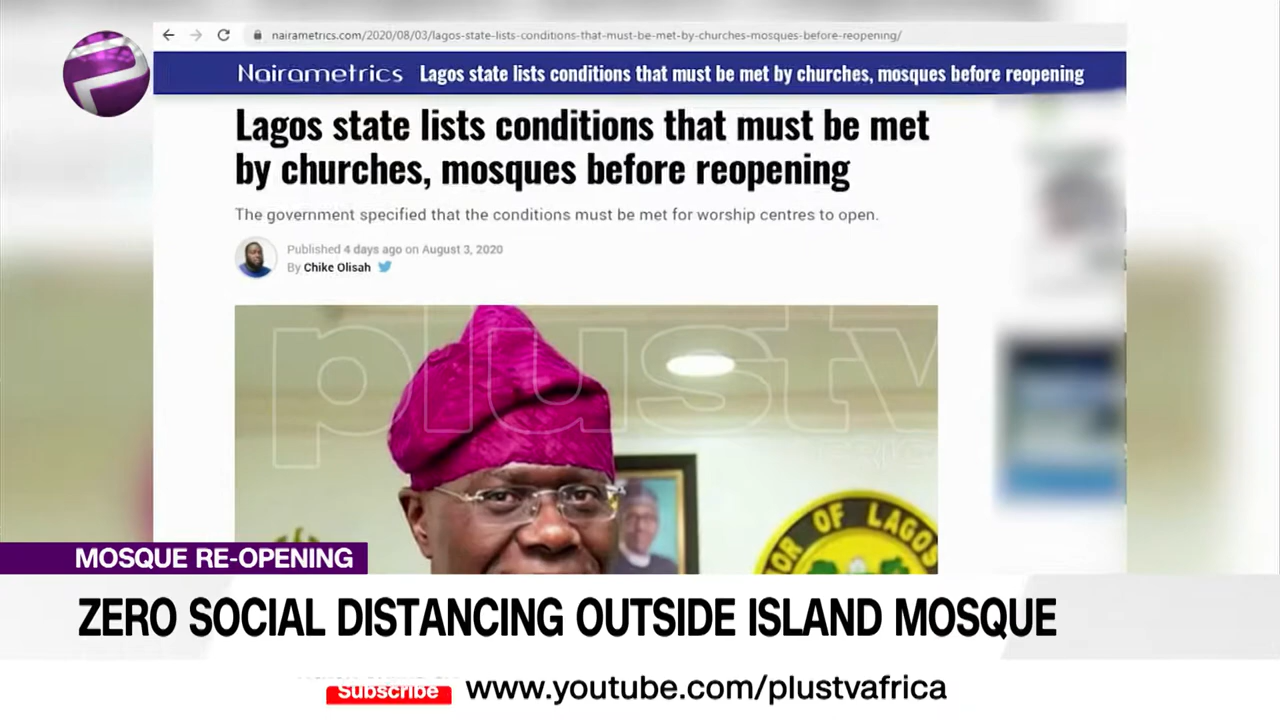 nairametrics.com/2020/08/03/lagos-state-lists-conditions-that-must-be-met-by-churches-mosques-before-reopening/
Nairametrics Lagos state lists conditions that must be met by churches, mosques before reopening
Lagos state lists conditions that must be met
by churches, mosques before reopening
The government specified that the conditions must be met for worship centres to open.
Published 4 days ago on August 3, 2020
By Chike Olisah
plustv
OF LAGOS
MOSQUE RE-OPENING
ZERO SOCIAL DISTANCING OUTSIDE ISLAND MOSQUE
Subscribe www.youtube.com/plustvafrica